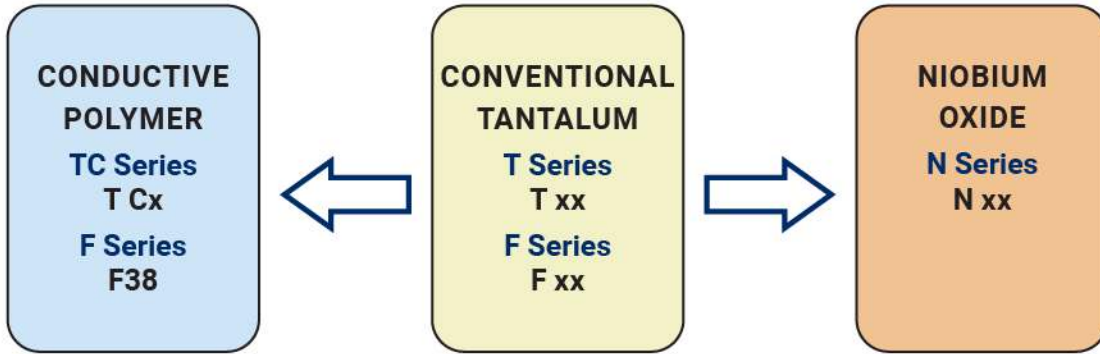 CONDUCTIVE
POLYMER
TC Series
T Cx
F Series
F38
CONVENTIONAL
TANTALUM
T Series
T xx
F Series
F xx
NIOBIUM
OXIDE
N Series
N xx